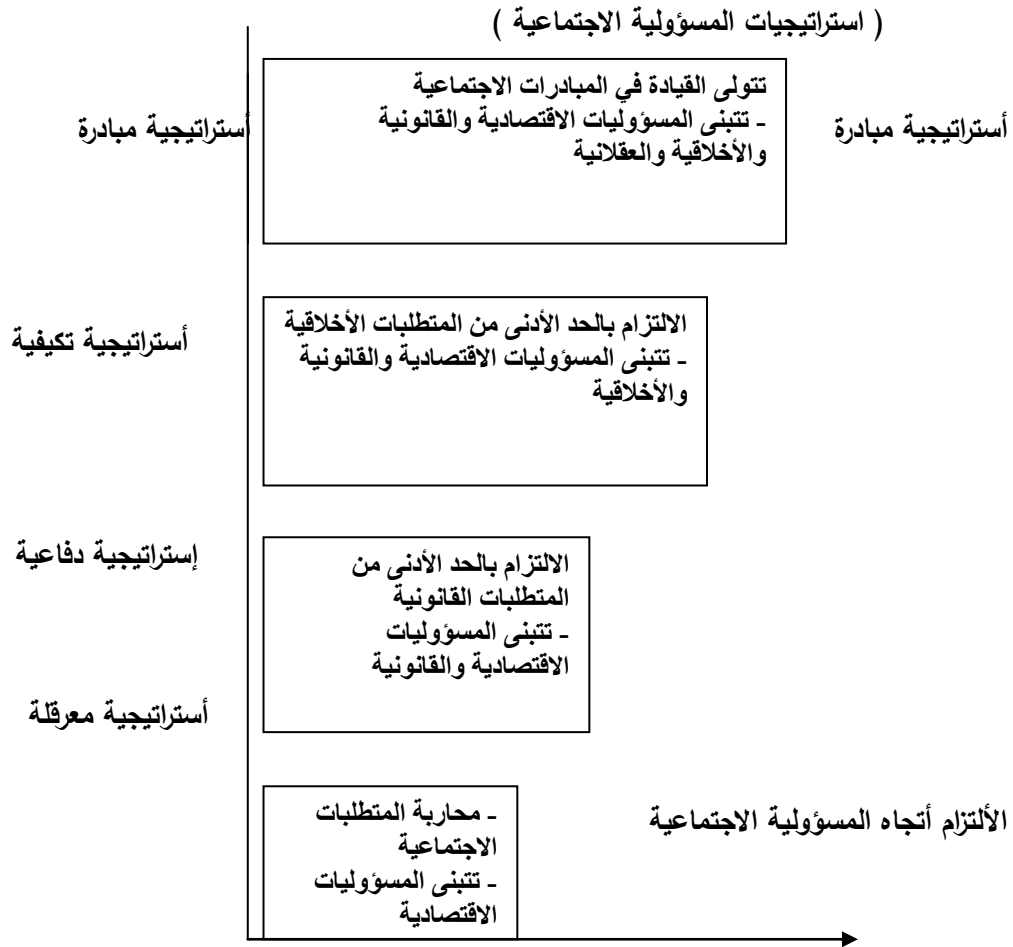 ( استراتيجيات المسؤولية الاجتماعية )
أستراتيجية مبادرة
تتولى القيادة في المبادرات الاجتماعية
- تتبنى المسؤوليات الاقتصادية والقانونية
والأخلاقية والعقلانية
أستراتيجية مبادرة
الالتزام بالحد الأدنى من المتطلبات الأخلاقية
- تتبنى المسؤوليات الاقتصادية والقانونية
والأخلاقية
أستراتيجية تكيفية
الالتزام بالحد الأدنى من
المتطلبات القانونية
- تتبنى المسؤوليات
الاقتصادية والقانونية
إستراتيجية دفاعية
أستراتيجية معرقلة
الألتزام أتجاه المسؤولية الاجتماعية
- محاربة المتطلبات
الاجتماعية
- تتبنى المسؤوليات
الاقتصادية